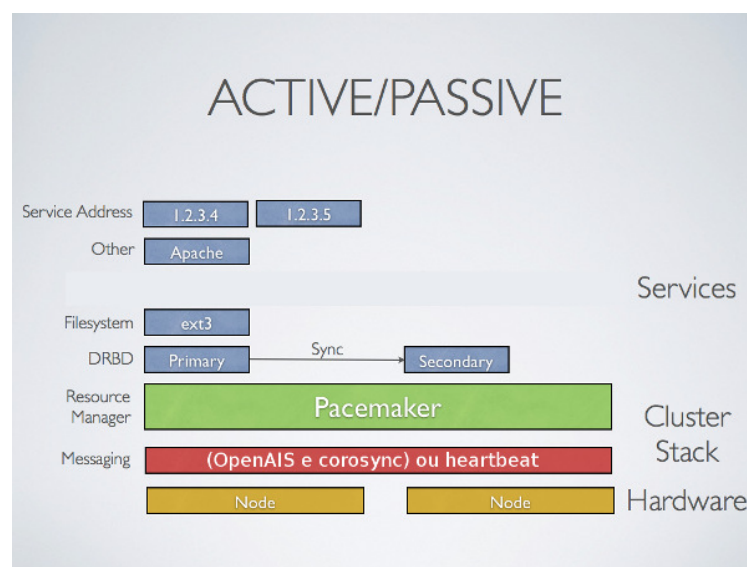 ACTIVE/PASSIVE
Service Address
1.2.3.4
1.2.3.5
Other
Apache
Services
Filesystem
ext3
DRBD
Primary
Sync
Secondary
Resource
Manager
Pacemaker
Cluster
Stack
Messaging
(OpenAIS e corosync) ou heartbeat
Node
Node
Hardware